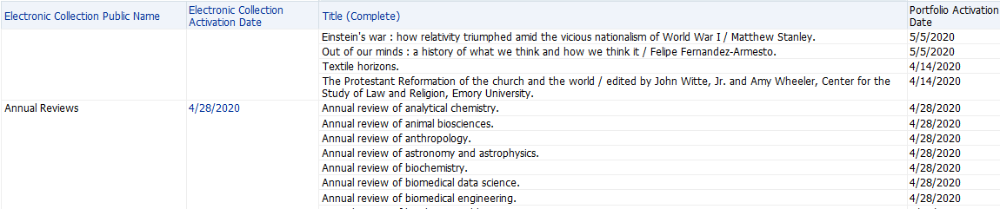 Electronic Collection Public Name
Electronic Collection
Activation Date
Title (Complete)
Portfolio Activation
Date
Einstein's war : how relativity triumphed amid the vicious nationalism of World War I / Matthew Stanley.
5/5/2020
Out of our minds : a history of what we think and how we think it / Felipe Fernandez-Armesto.
5/5/2020
Textile horizons.
4/14/2020
The Protestant Reformation of the church and the world / edited by John Witte, Jr. and Amy Wheeler, Center for the
Study of Law and Religion, Emory University.
4/14/2020
Annual Reviews
4/28/2020
Annual review of analytical chemistry.
4/28/2020
Annual review of animal biosciences.
4/28/2020
Annual review of anthropology.
4/28/2020
Annual review of astronomy and astrophysics.
4/28/2020
Annual review of biochemistry.
4/28/2020
Annual review of biomedical data science.
4/28/2020
Annual review of biomedical engineering.
4/28/2020